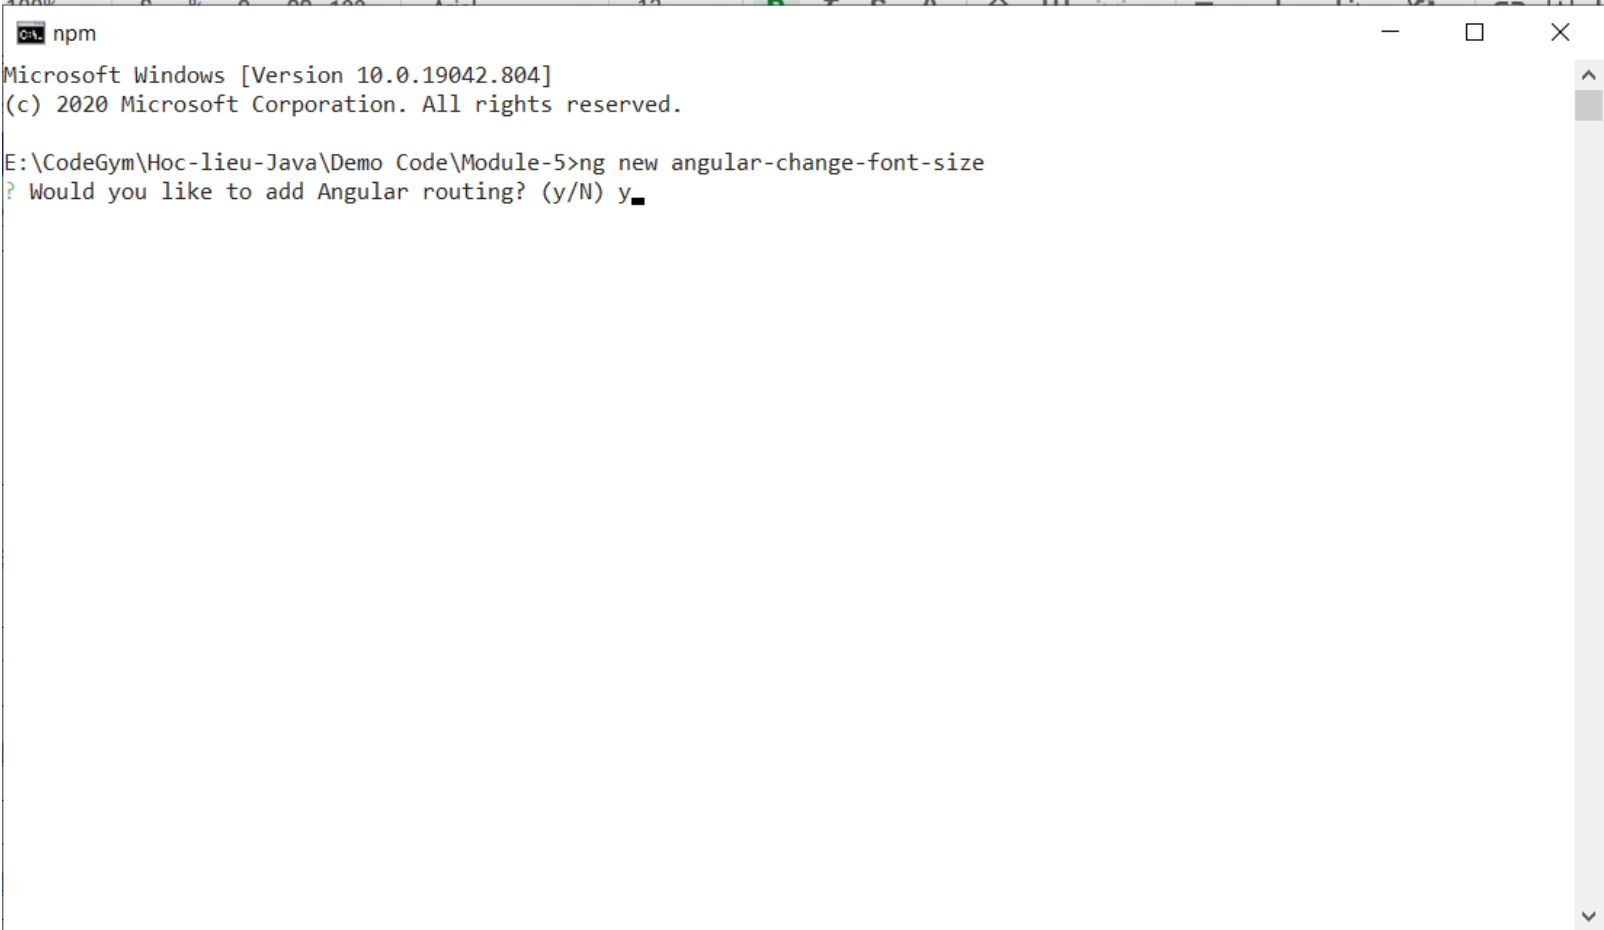 npm
Microsoft Windows [Version 10.0.19042.804]
(c) 2020 Microsoft Corporation. All rights reserved.
E:\CodeGym\Hoc-lieu-Java\Demo Code\Module-5>ng new angular-change-font-size
? Would you like to add Angular routing? (y/N) y